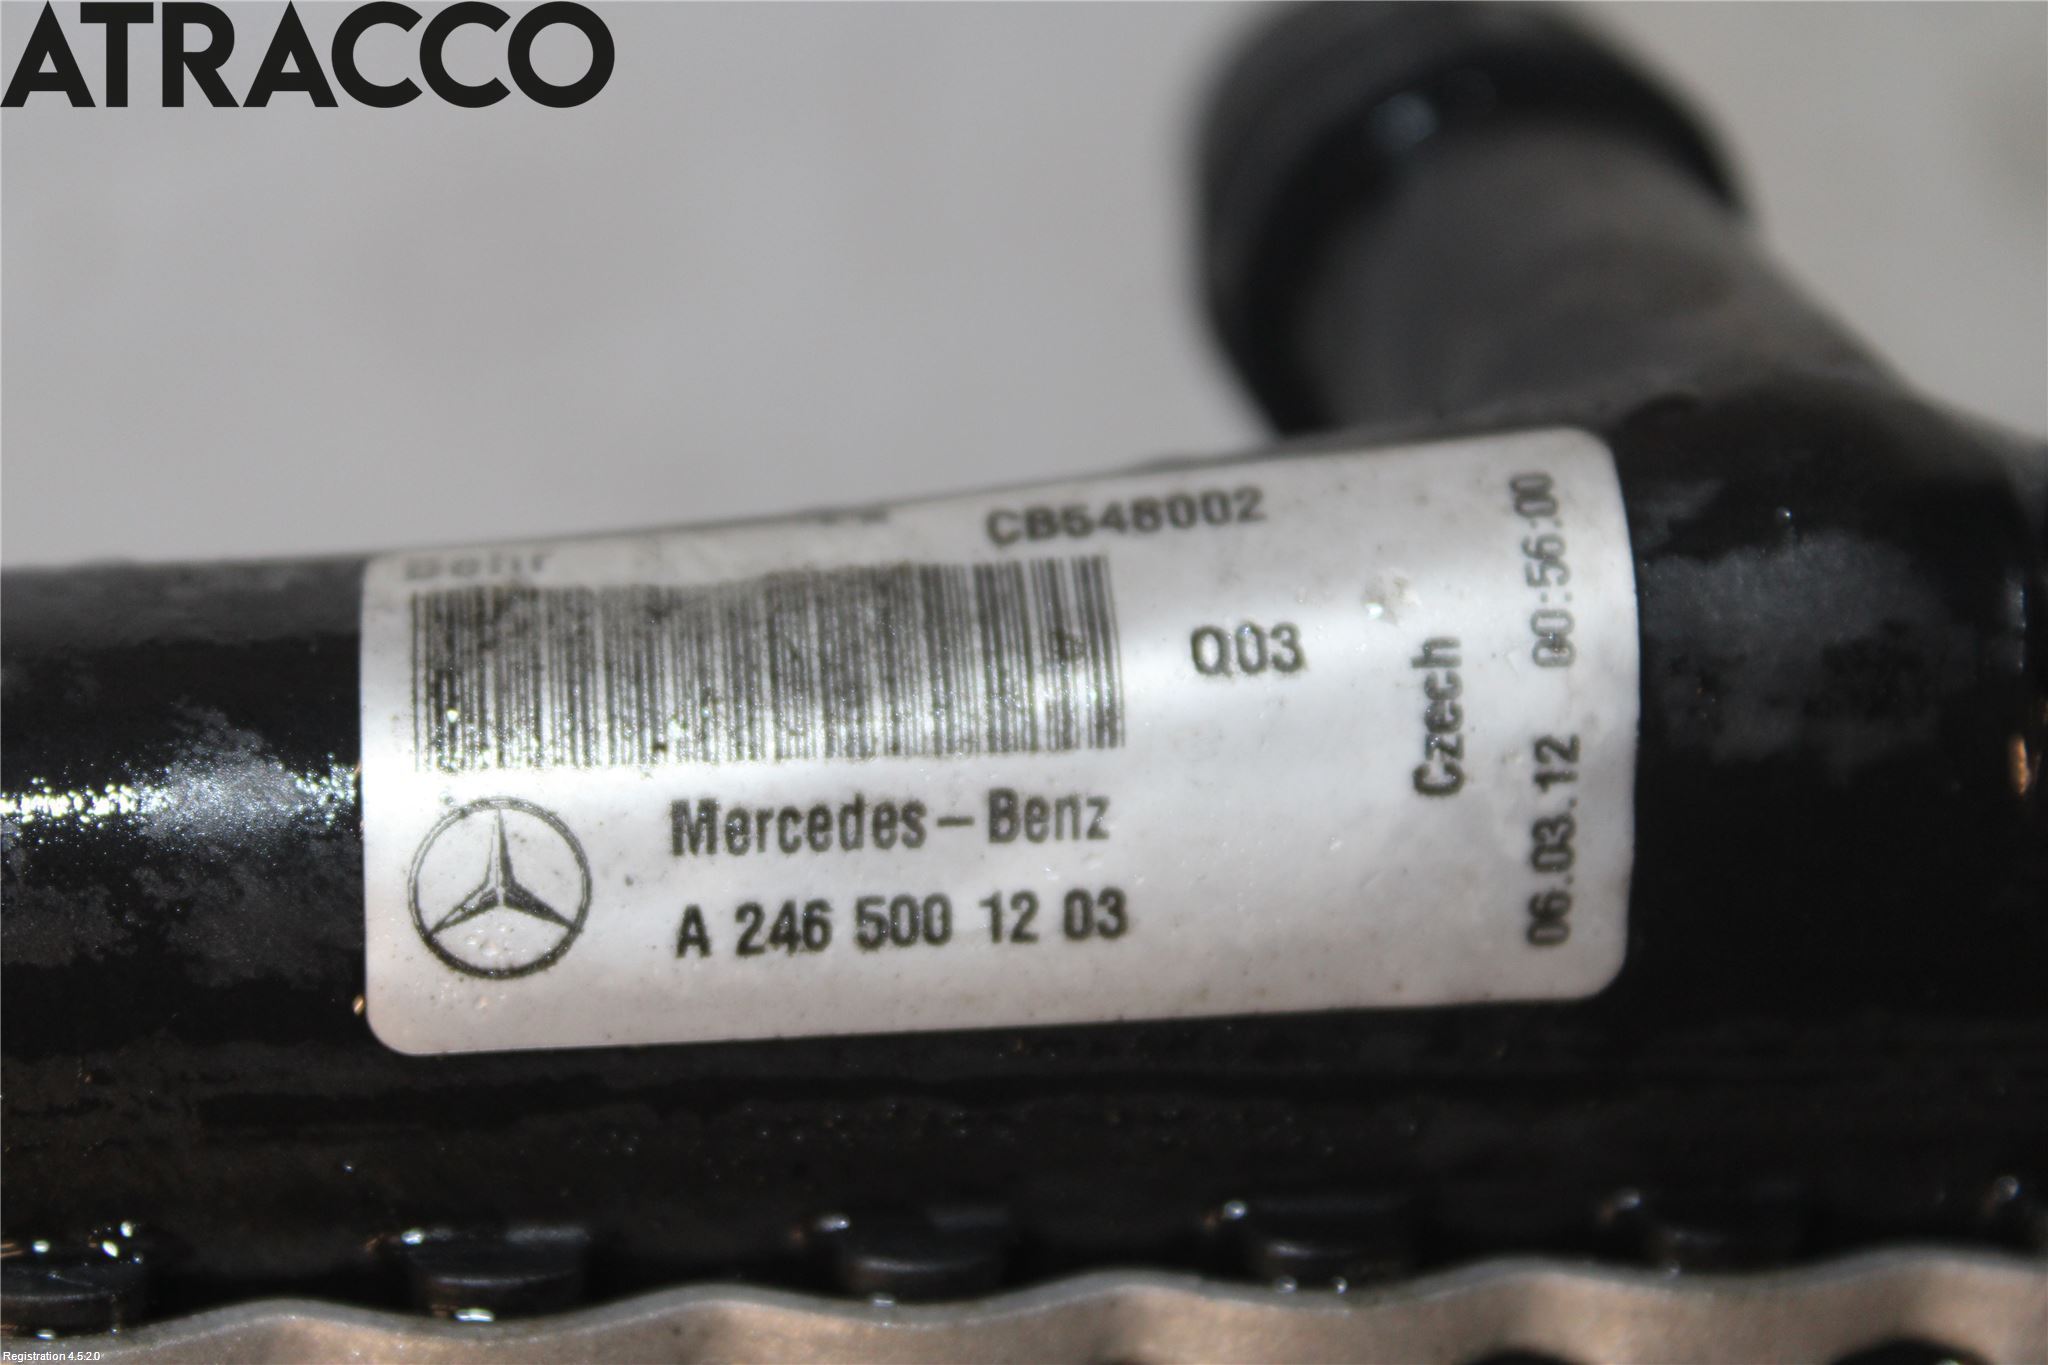 ATRACCO
Behr
CB548002
Q03
Mercedes-Benz
A 246 500 12 03
Czech
06.03.12 00:56:00
Registration 4.5.2.0